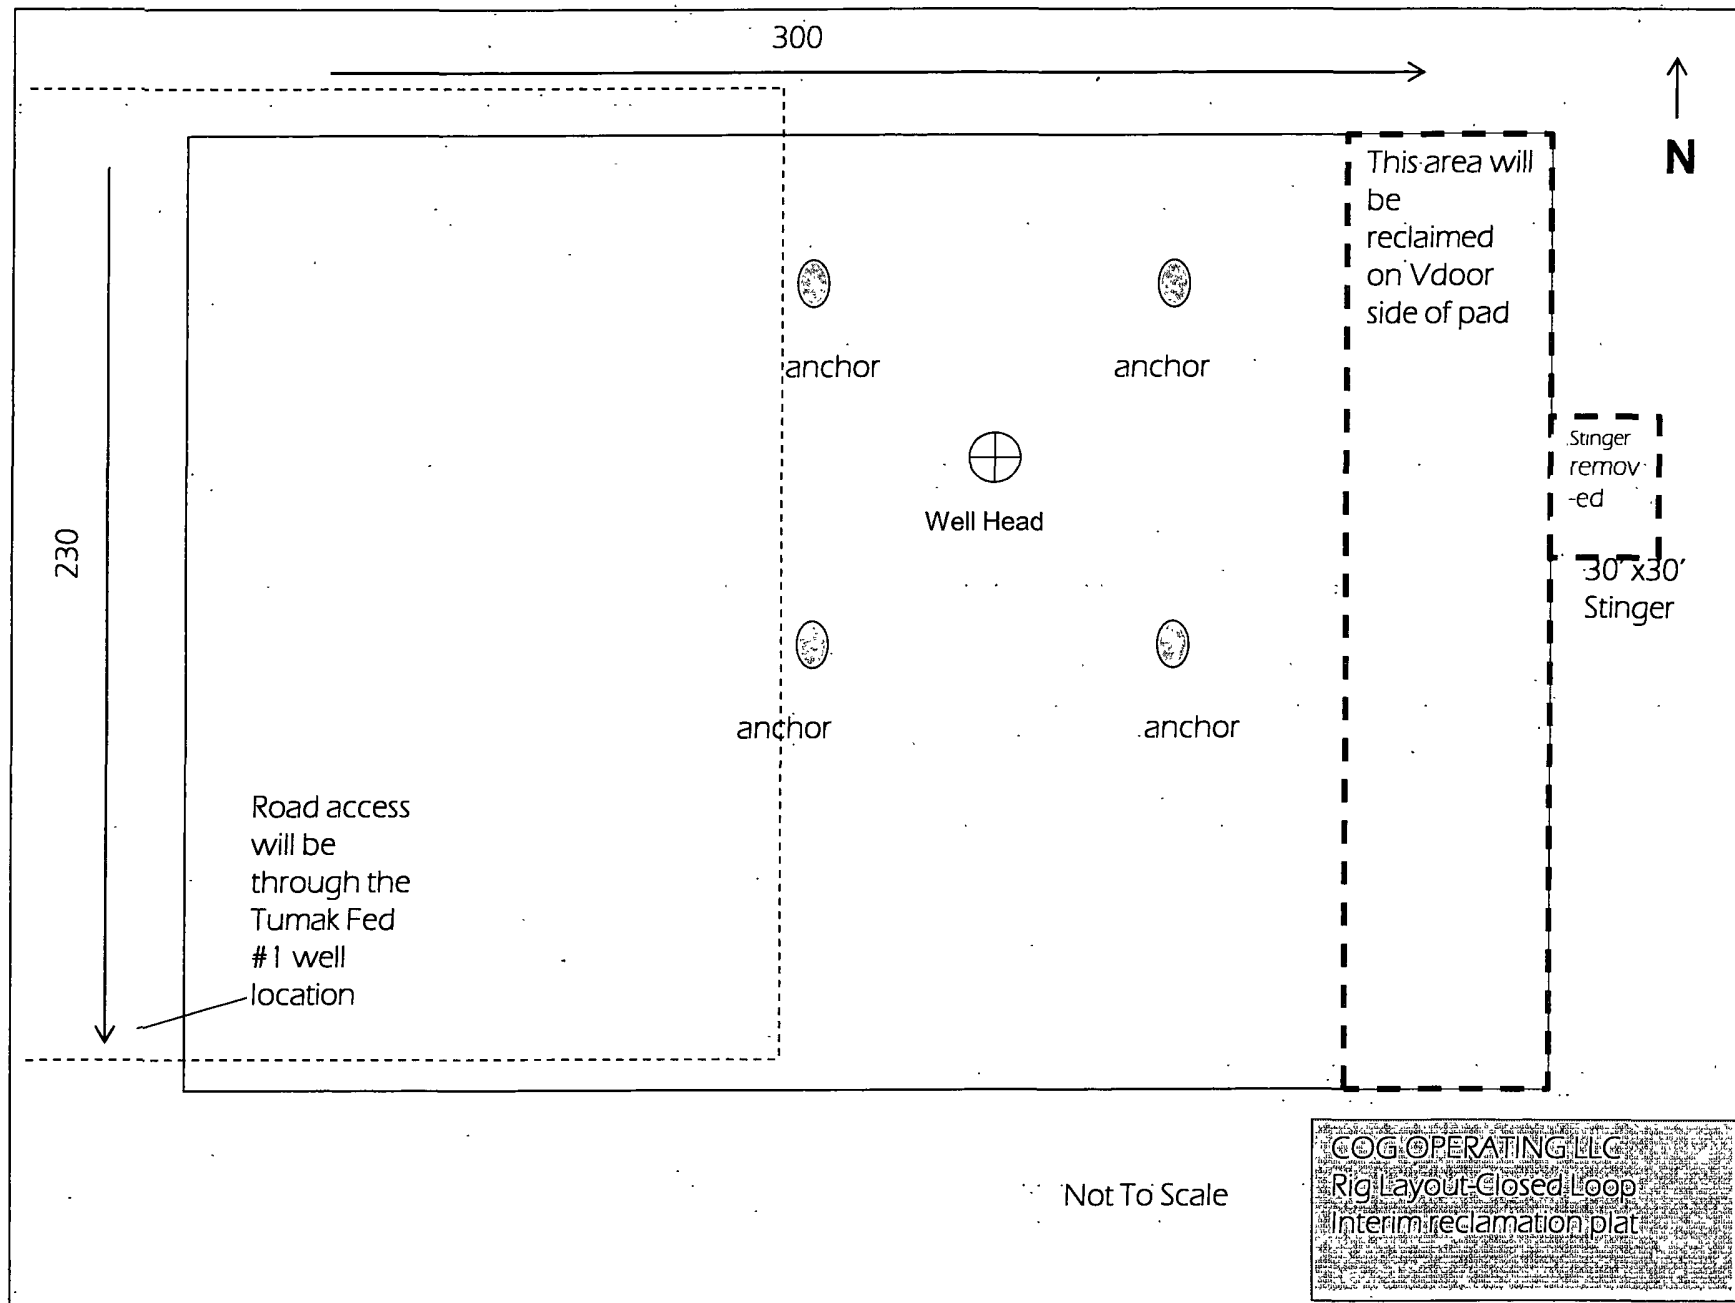 300
N
This area will
be
reclaimed
on Vdoor
side of pad
anchor
anchor
Stinger
remov
-ed
Well Head
230
30' x30'
Stinger
anchor
anchor
Road access
will be
through the
Tumak Fed
#1 well
location
Not To Scale
COG OPERATING LLC
Rig Layout-Closed Loop
Interim reclamation plat